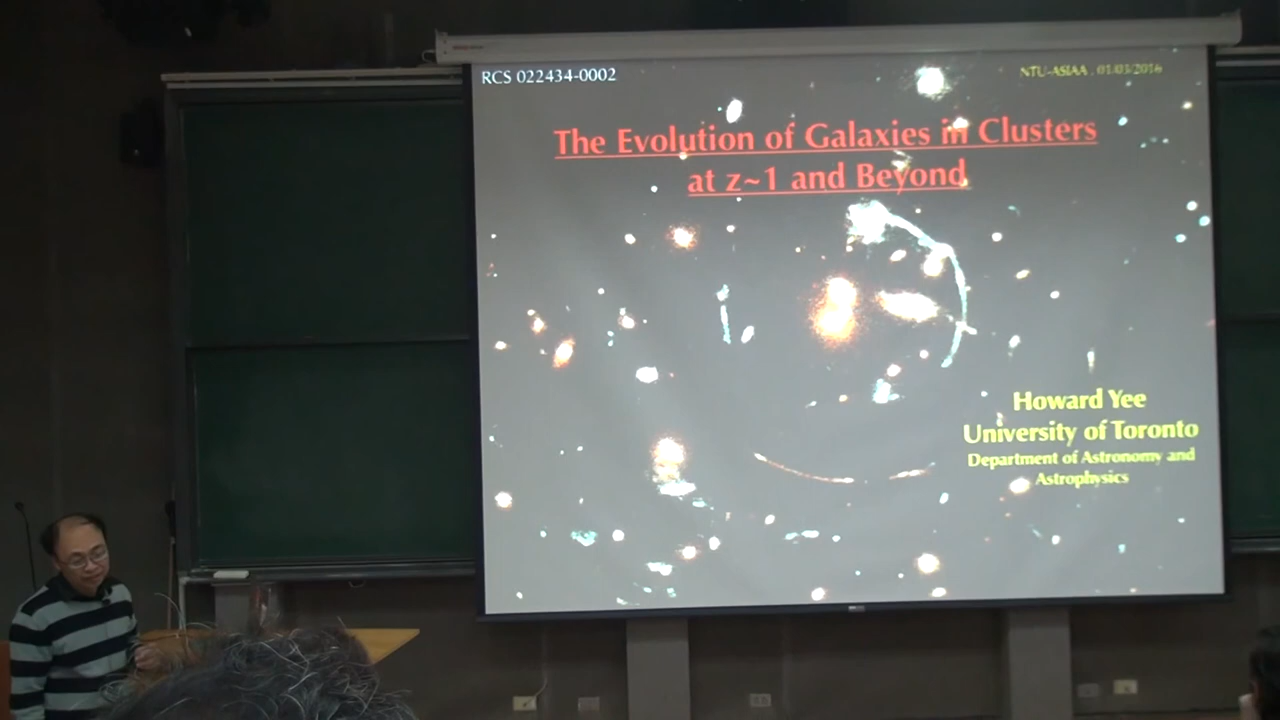 RCS 022434-0002
NTU-ASIAA , 01/03/2016
The Evolution of Galaxies in Clusters
at z~1 and Beyond
Howard Yee
University of Toronto
Department of Astronomy and
Astrophysics